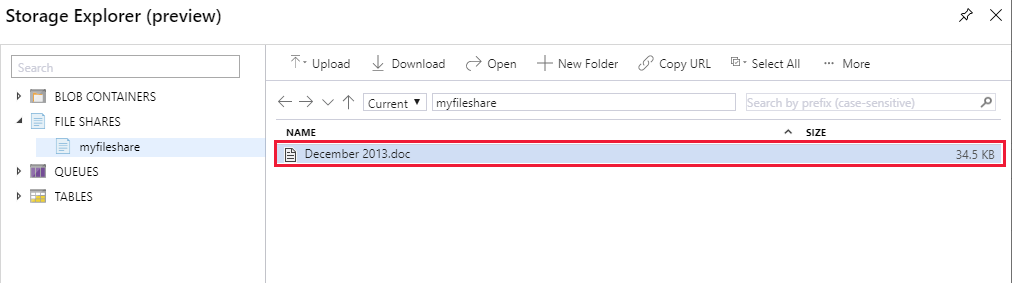 Storage Explorer (preview)
Search
BLOB CONTAINERS
FILE SHARES
myfileshare
QUEUES
TABLES
Upload Download Open New Folder Copy URL Select All ··· More
Current myfileshare Search by prefix (case-sensitive)
NAME SIZE
December 2013.doc 34.5 KB